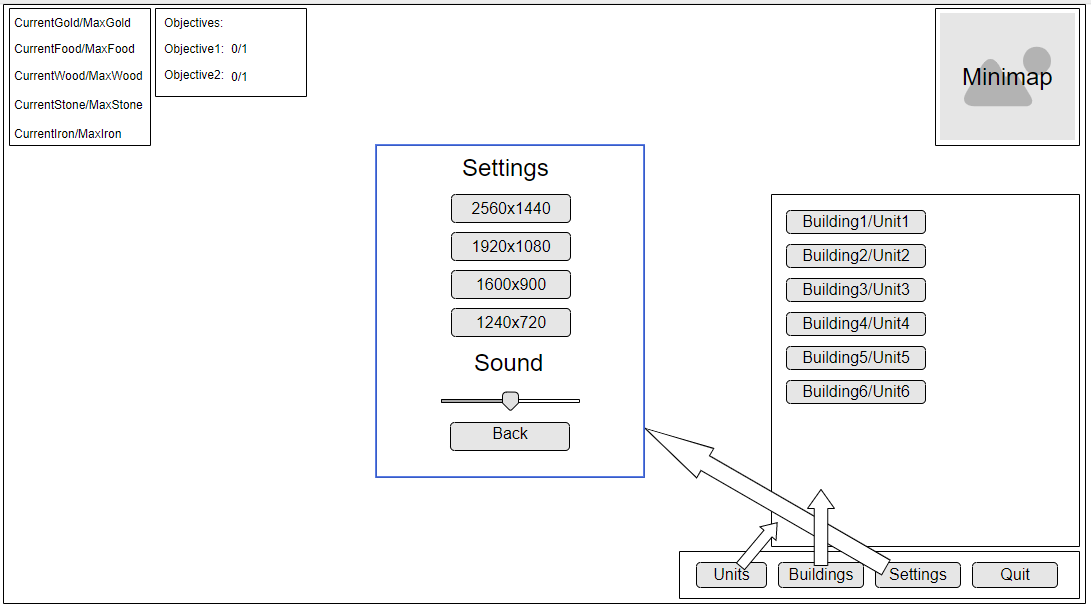 CurrentGold/MaxGold
CurrentFood/MaxFood
CurrentWood/MaxWood
CurrentStone/MaxStone
CurrentIron/MaxIron
Objectives:
Objective1: 0/1
Objective2: 0/1
Minimap
Settings
2560x1440
1920x1080
1600x900
1240x720
Sound
Back
Building1/Unit1
Building2/Unit2
Building3/Unit3
Building4/Unit4
Building5/Unit5
Building6/Unit6
Units Buildings Settings Quit